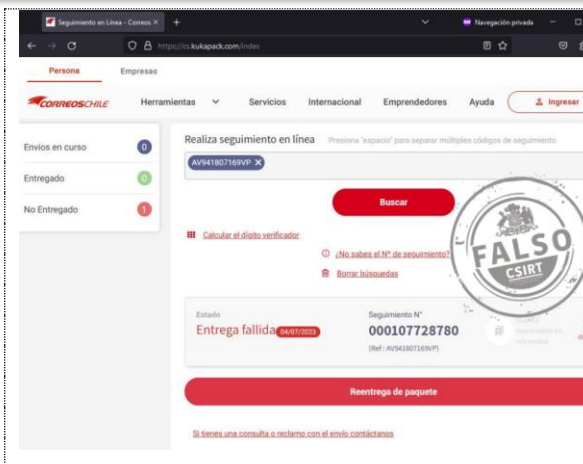 Seguimiento en Línea - Correos
Navegación privada
https://cs.kukapack.com/index
Persona Empresas
CORREOSCHILE Herramientas Servicios Internacional Emprendedores Ayuda Ingresar
Realiza seguimiento en línea Presiona "espacio" para separar múltiples códigos de seguimiento
Envíos en curso 0
AV941807169VP
Entregado 0
No Entregado 1
Buscar
Calcular el dígito verificador
¿No sabes el N° de seguimiento?
Borrar búsquedas
FALSO
CSIRT
Estado
Entrega fallida 04/07/2023
Seguimiento N°
000107728780
(Ref : AV941807169VP)
Reentrega de paquete
Si tienes una consulta o reclamo con el envío contáctanos